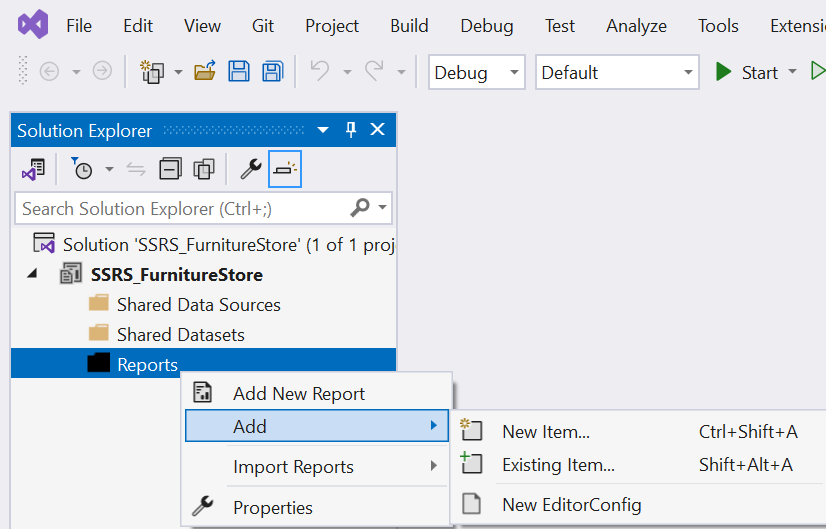 File Edit View Git Project Build Debug Test Analyze Tools Extensi
Debug Default Start
Solution Explorer
Search Solution Explorer (Ctrl+;)
Solution 'SSRS_FurnitureStore' (1 of 1 proj
SSRS_FurnitureStore
Shared Data Sources
Shared Datasets
Reports
Add New Report
Add
Import Reports
Properties
New Item... Ctrl+Shift+A
Existing Item... Shift+Alt+A
New EditorConfig